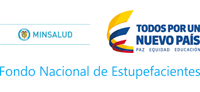 MINSALUD
TODOS POR UN
NUEVO PAÍS
PAZ EQUIDAD EDUCACIÓN
Fondo Nacional de Estupefacientes